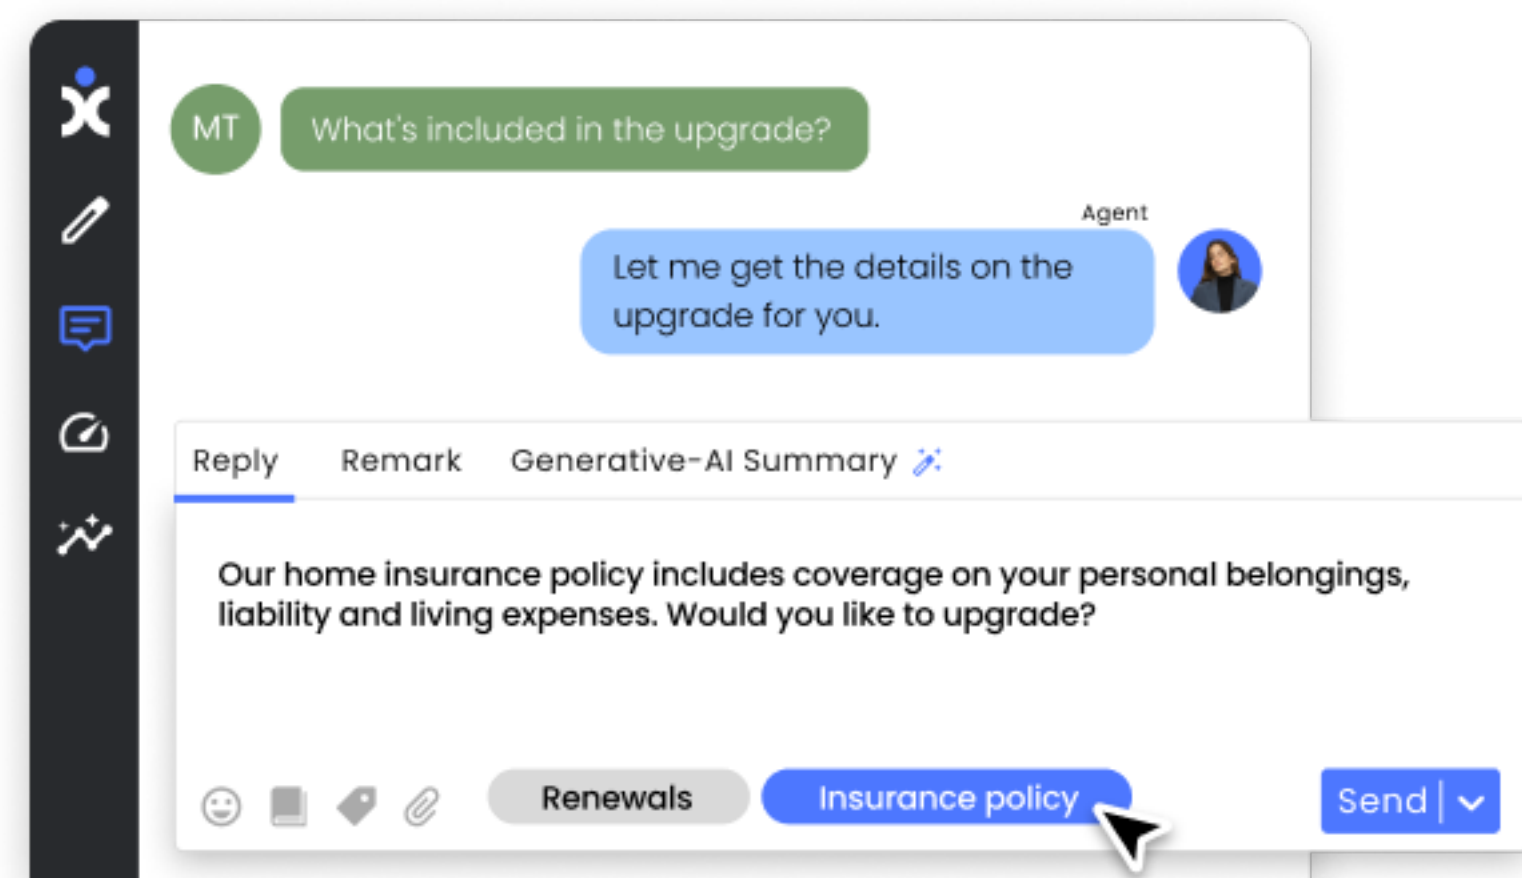 MT
What's included in the upgrade?
Agent
Let me get the details on the
upgrade for you.
Reply
Remark
Generative-AI Summary
Our home insurance policy includes coverage on your personal belongings,
liability and living expenses. Would you like to upgrade?
Renewals
Insurance policy
Send